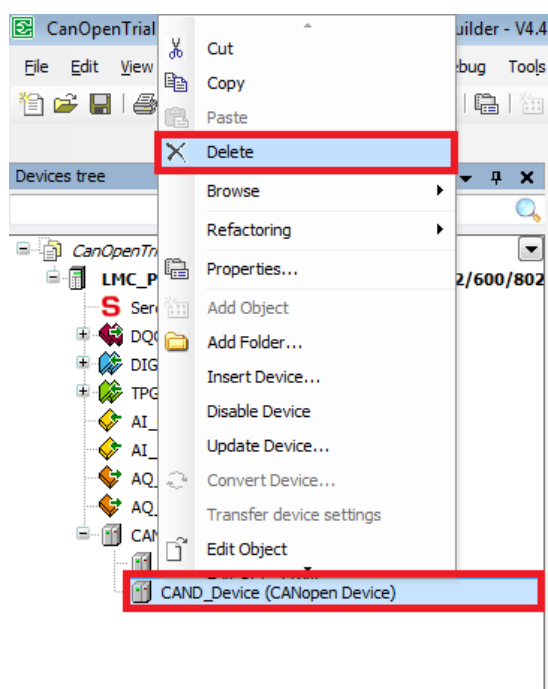 CanOpenTrial
uilder - V4.4
File Edit View
bug Tools
Devices tree
CanOpenTri
LMC_P
2/600/802
S Ser
DQ
DIG
TPG
AI_
AI_
AQ_
AQ_
CAN
CAND_Device (CANopen Device)
Cut
Copy
Paste
Delete
Browse
Refactoring
Properties...
Add Object
Add Folder...
Insert Device...
Disable Device
Update Device...
Convert Device...
Transfer device settings
Edit Object